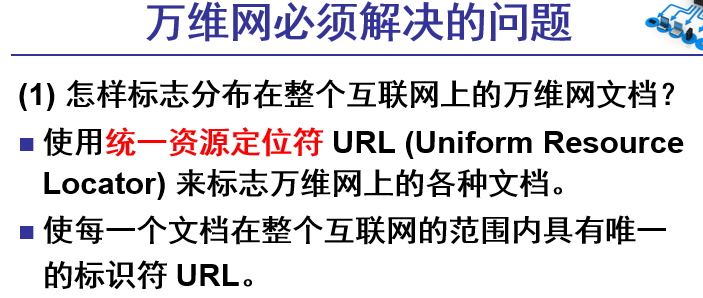 万维网必须解决的问题
(1) 怎样标志分布在整个互联网上的万维网文档？
使用统一资源定位符 URL (Uniform Resource
Locator) 来标志万维网上的各种文档。
使每一个文档在整个互联网的范围内具有唯一
的标识符 URL。